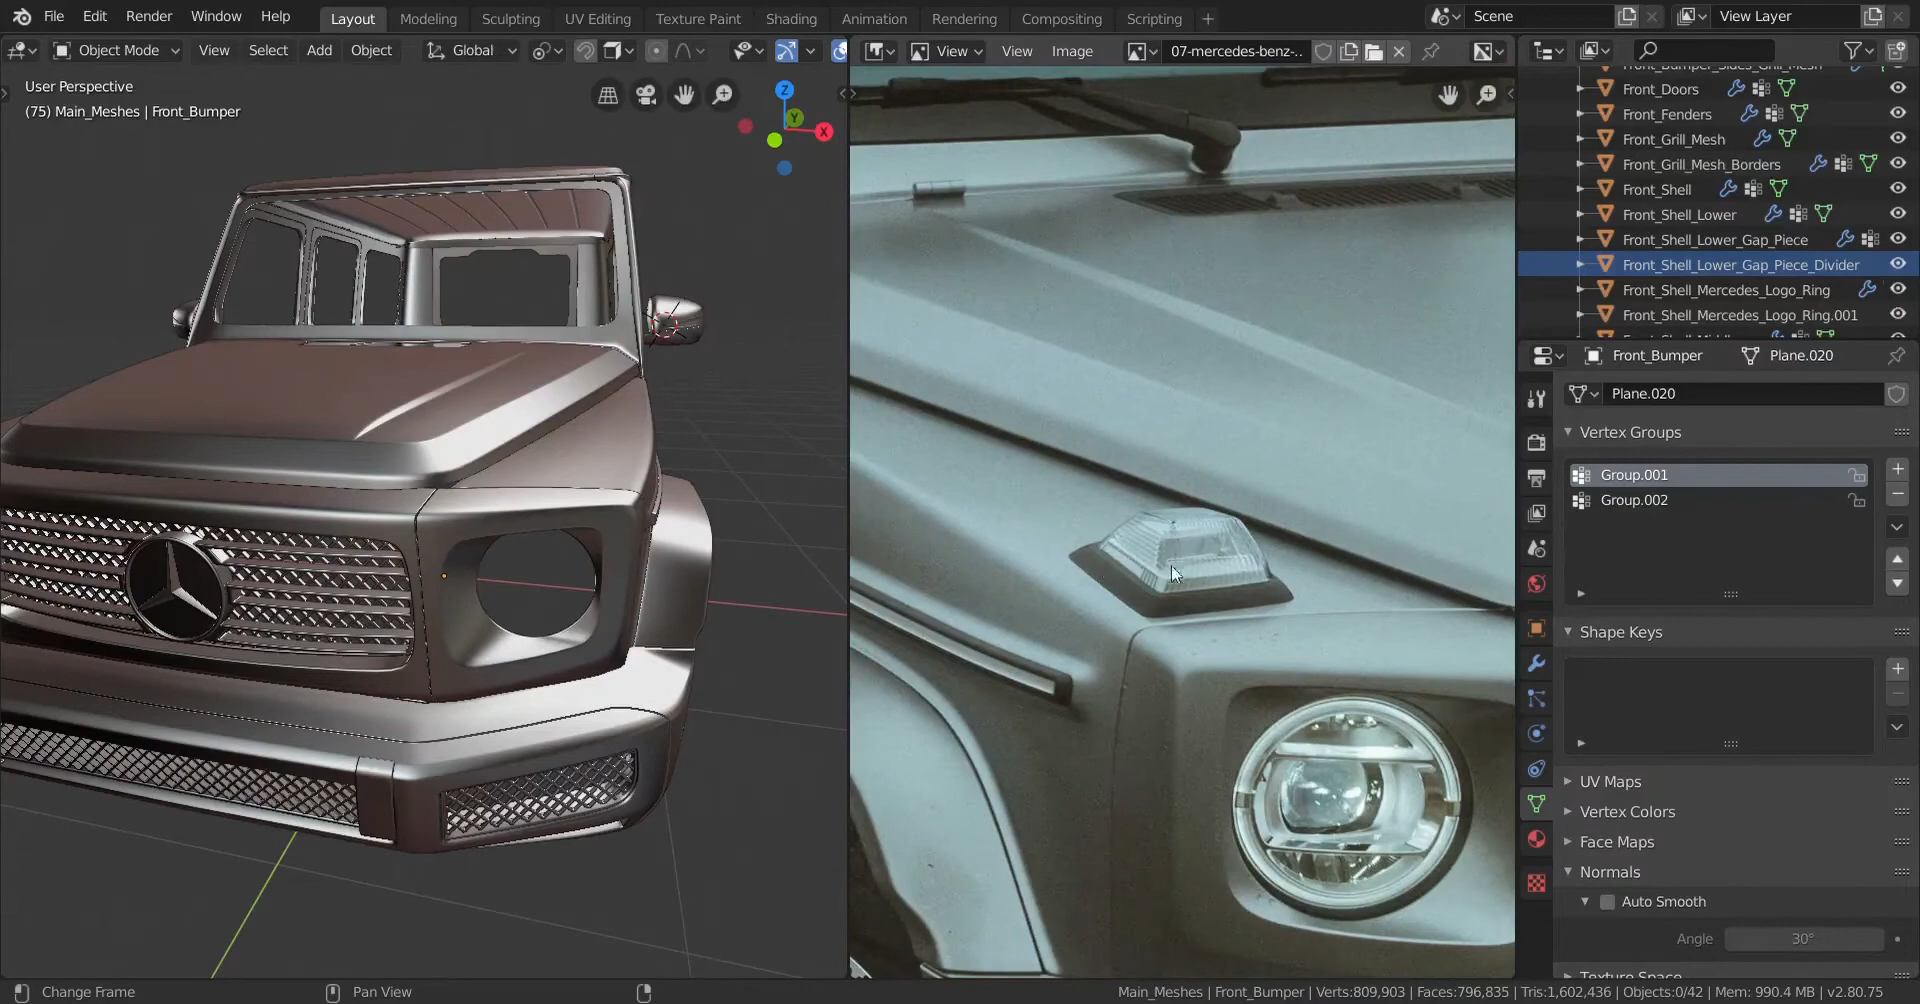 File Edit Render Window Help Layout Modeling Sculpting UV Editing Texture Paint Shading Animation Rendering Compositing Scripting + Scene View Layer
Object Mode View Select Add Object Global View View Image 07-mercedes-benz-..
User Perspective
(75) Main_Meshes | Front_Bumper
Z
Y
X
Front_Bumper_Sides_Grill_Mesh
Front_Doors
Front_Fenders
Front_Grill_Mesh
Front_Grill_Mesh_Borders
Front_Shell
Front_Shell_Lower
Front_Shell_Lower_Gap_Piece
Front_Shell_Lower_Gap_Piece_Divider
Front_Shell_Mercedes_Logo_Ring
Front_Shell_Mercedes_Logo_Ring.001
Front_Bumper Plane.020
Plane.020
Vertex Groups
Group.001
Group.002
Shape Keys
UV Maps
Vertex Colors
Face Maps
Normals
Auto Smooth
Angle 30°
Texture Space
Change Frame Pan View Main_Meshes | Front_Bumper | Verts:809,903 | Faces:796,835 | Tris:1,602,436 | Objects:0/42 | Mem: 990.4 MB | v2.80.75